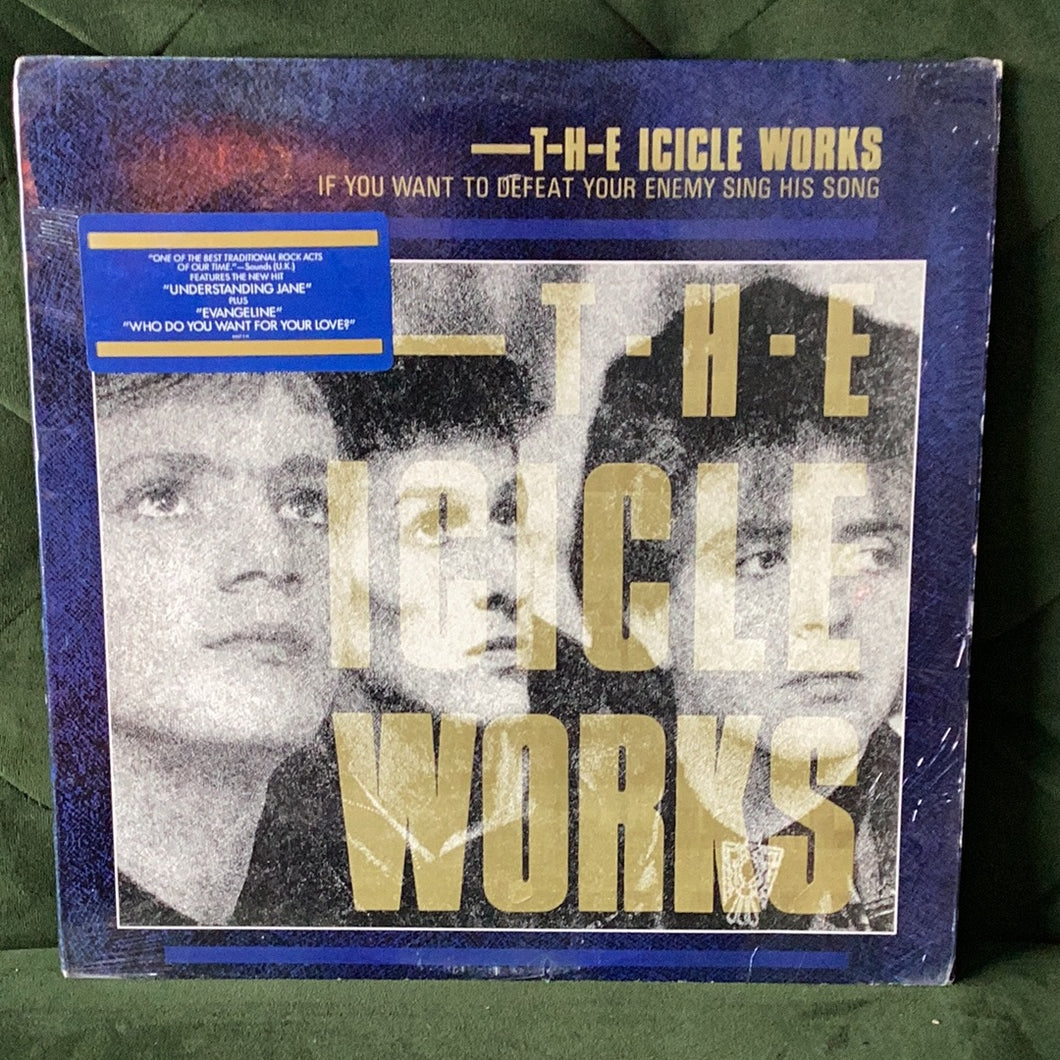 —T-H-E ICICLE WORKS
IF YOU WANT TO DEFEAT YOUR ENEMY SING HIS SONG
"ONE OF THE BEST TRADITIONAL ROCK ACTS
OF OUR TIME."—Sounds (U.K.)
FEATURES THE NEW HIT
"UNDERSTANDING JANE"
PLUS
"EVANGELINE"
"WHO DO YOU WANT FOR YOUR LOVE?"
—T-H-E
ICICLE
WORKS